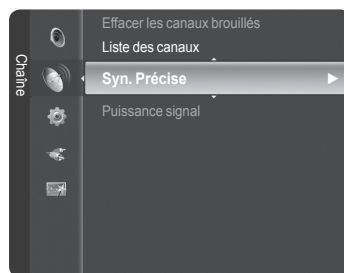 Chaîne
Effacer les canaux brouillés
Liste des canaux
Syn. Précise
Puissance signal